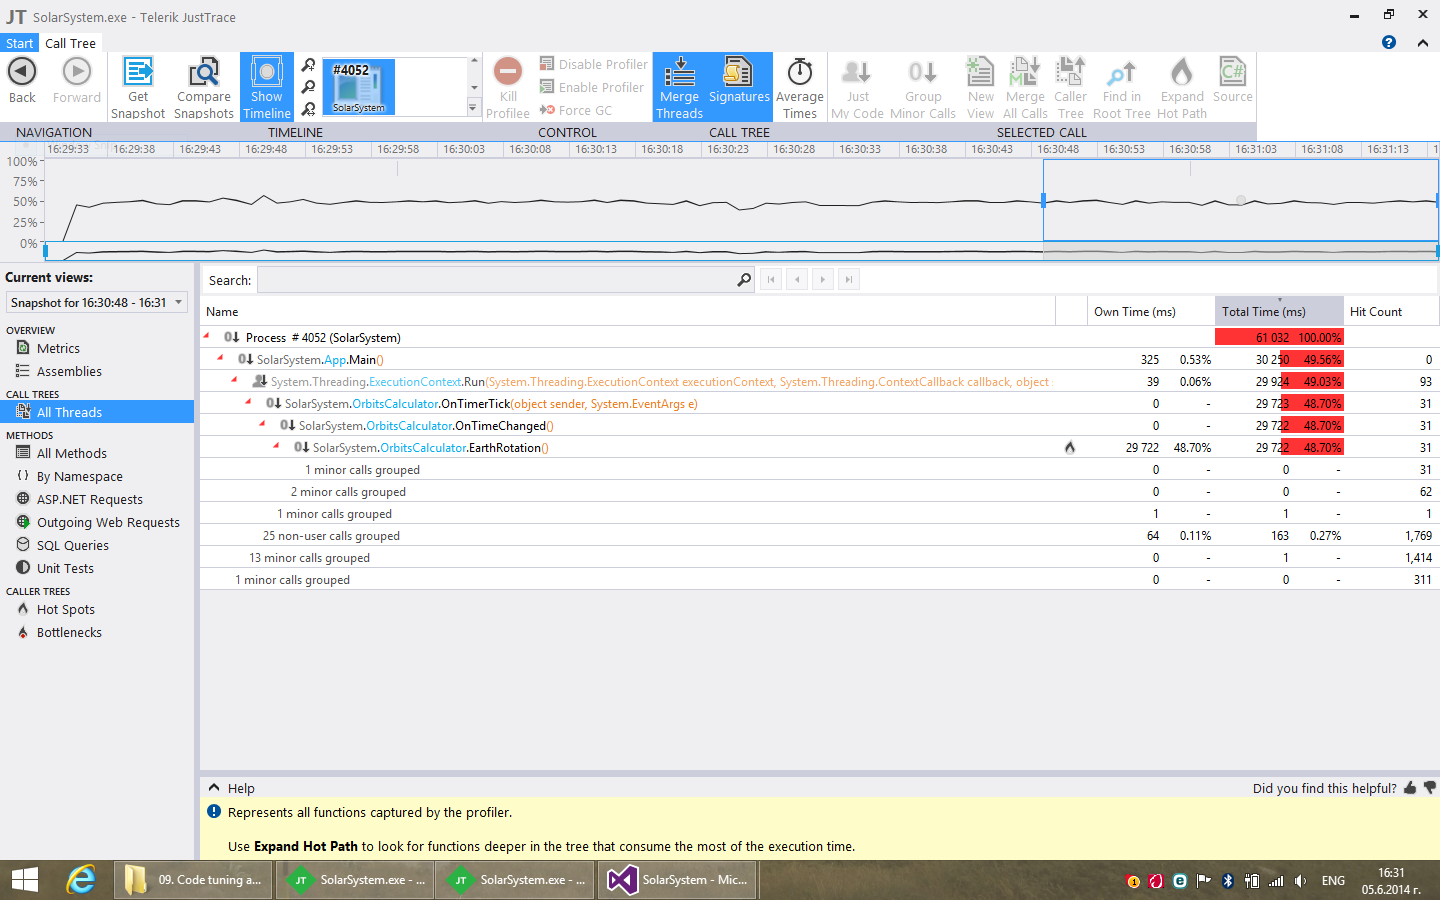 JT SolarSystem.exe - Telerik JustTrace
Start Call Tree
Back Forward Get Snapshot Compare Snapshots Show Timeline #4052 SolarSystem Kill Profilee Disable Profiler Enable Profiler Force GC Merge Threads Signatures Average Times Just My Code Group Minor Calls New View Merge All Calls Caller Tree Find in Root Tree Expand Hot Path Source
NAVIGATION TIMELINE CONTROL CALL TREE SELECTED CALL
16:29:33 16:29:38 16:29:43 16:29:48 16:29:53 16:29:58 16:30:03 16:30:08 16:30:13 16:30:18 16:30:23 16:30:28 16:30:33 16:30:38 16:30:43 16:30:48 16:30:53 16:30:58 16:31:03 16:31:08 16:31:13
100%
75%
50%
25%
0%
Current views:
Snapshot for 16:30:48 - 16:31
OVERVIEW
Metrics
Assemblies
CALL TREES
All Threads
METHODS
All Methods
By Namespace
ASP.NET Requests
Outgoing Web Requests
SQL Queries
Unit Tests
CALLER TREES
Hot Spots
Bottlenecks
Search:
Name Own Time (ms) Total Time (ms) Hit Count
Process # 4052 (SolarSystem) 61 032 100.00%
SolarSystem.App.Main() 325 0.53% 30 250 49.56% 0
System.Threading.ExecutionContext.Run(System.Threading.ExecutionContext executionContext, System.Threading.ContextCallback callback, object 39 0.06% 29 924 49.03% 93
SolarSystem.OrbitsCalculator.OnTimerTick(object sender, System.EventArgs e) 0 - 29 723 48.70% 31
SolarSystem.OrbitsCalculator.OnTimeChanged() 0 - 29 722 48.70% 31
SolarSystem.OrbitsCalculator.EarthRotation() 29 722 48.70% 29 722 48.70% 31
1 minor calls grouped 0 - 0 - 31
2 minor calls grouped 0 - 0 - 62
1 minor calls grouped 1 - 1 - 1
25 non-user calls grouped 64 0.11% 163 0.27% 1,769
13 minor calls grouped 0 - 1 - 1,414
1 minor calls grouped 0 - 0 - 311
Help Did you find this helpful?
Represents all functions captured by the profiler.
Use Expand Hot Path to look for functions deeper in the tree that consume the most of the execution time.
09. Code tuning a... JT SolarSystem.exe - ... JT SolarSystem.exe - ... SolarSystem - Mic... ENG 16:31
05.6.2014 г.